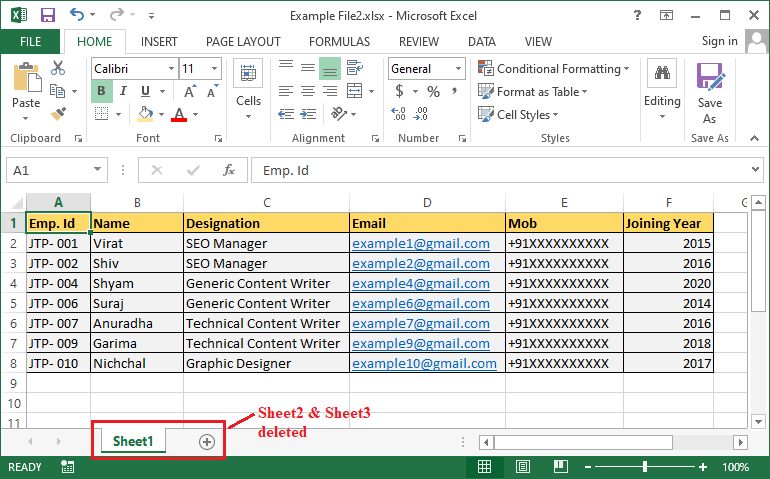 Example File2.xlsx - Microsoft Excel
?
FILE HOME INSERT PAGE LAYOUT FORMULAS REVIEW DATA VIEW Sign in
Calibri 11 General Conditional Formatting
Format as Table
Cell Styles
Paste B I U A A A Cells $ % , Editing Save
As
.00 .0 .00
Clipboard Font Alignment Number Styles Save As
A1 fx Emp. Id
A B C D E F G
1 Emp. Id Name Designation Email Mob Joining Year
2 JTP- 001 Virat SEO Manager example1@gmail.com +91XXXXXXXXXX 2015
3 JTP- 002 Shiv SEO Manager example2@gmail.com +91XXXXXXXXXX 2016
4 JTP- 004 Shyam Generic Content Writer example4@gmail.com +91XXXXXXXXXX 2020
5 JTP- 006 Suraj Generic Content Writer example6@gmail.com +91XXXXXXXXXX 2014
6 JTP- 007 Anuradha Technical Content Writer example7@gmail.com +91XXXXXXXXXX 2016
7 JTP- 009 Garima Technical Content Writer example9@gmail.com +91XXXXXXXXXX 2018
8 JTP- 010 Nichchal Graphic Designer example10@gmail.com +91XXXXXXXXXX 2017
9
10
11
Sheet2 & Sheet3
deleted
Sheet1
READY 100%